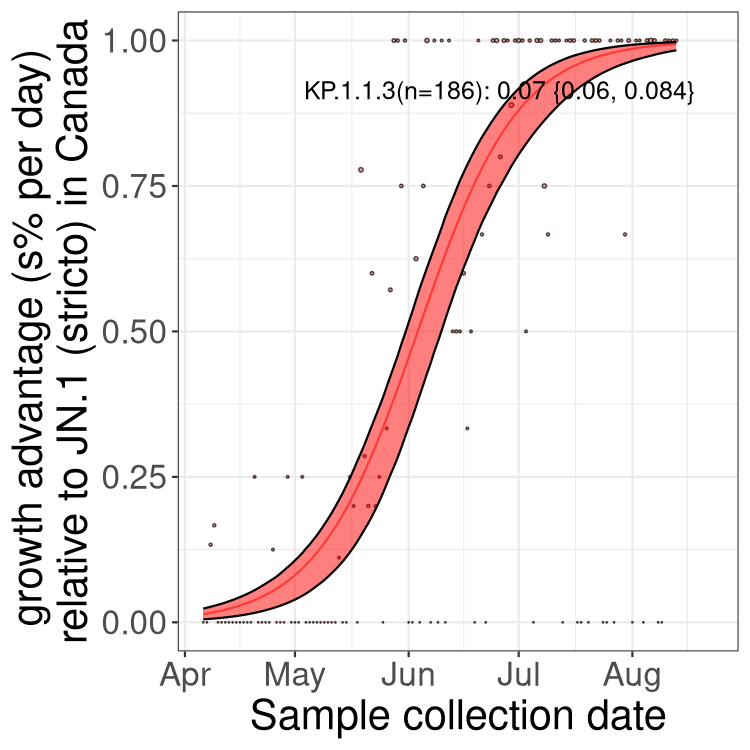 growth advantage (s% per day)
relative to JN.1 (stricto) in Canada
1.00
0.75
0.50
0.25
0.00
KP.1.1.3(n=186): 0.07 {0.06, 0.084}
Apr May Jun Jul Aug
Sample collection date